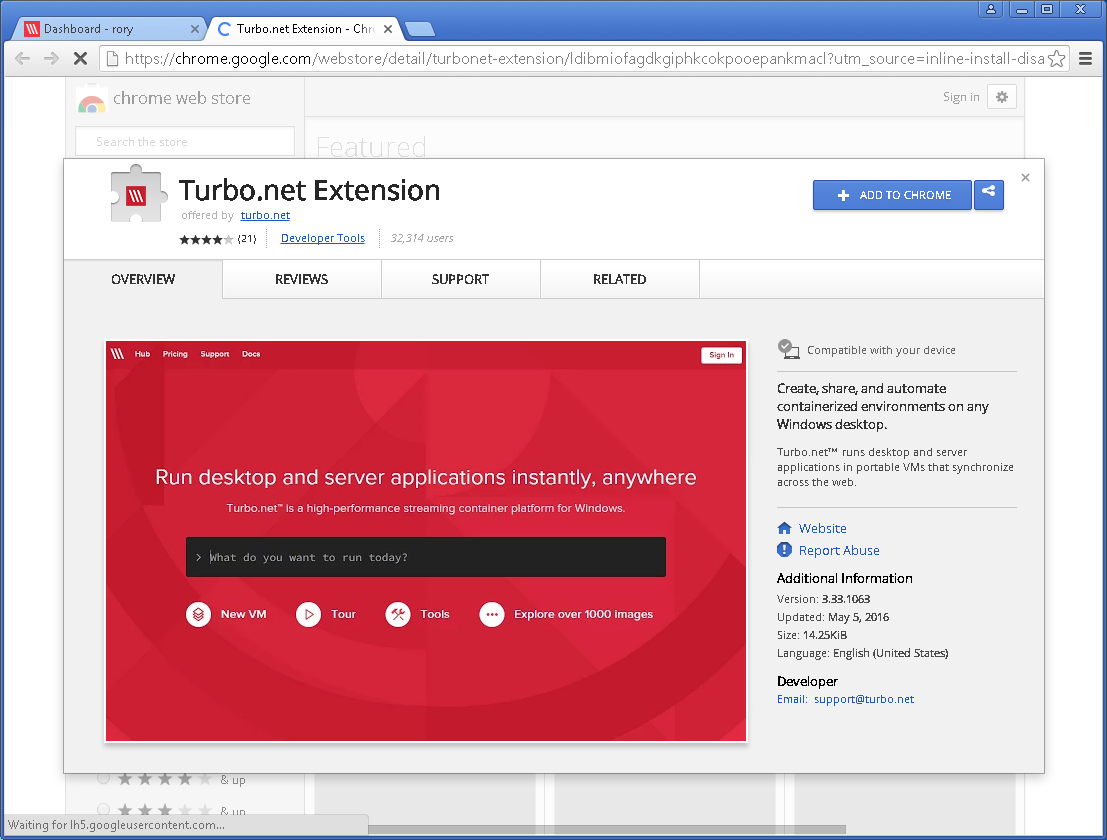 Dashboard - rory
Turbo.net Extension - Chr
https://chrome.google.com/webstore/detail/turbonet-extension/ldibmiofagdkgiphkcokpooepankmacl?utm_source=inline-install-disa
chrome web store
Sign in
Search the store
Featured
Turbo.net Extension
offered by turbo.net
(21)
Developer Tools
32,314 users
ADD TO CHROME
OVERVIEW
REVIEWS
SUPPORT
RELATED
Hub Pricing Support Docs
Sign In
Run desktop and server applications instantly, anywhere
Turbo.net™ is a high-performance streaming container platform for Windows.
> What do you want to run today?
New VM
Tour
Tools
Explore over 1000 images
Compatible with your device
Create, share, and automate
containerized environments on any
Windows desktop.
Turbo.net™ runs desktop and server
applications in portable VMs that synchronize
across the web.
Website
Report Abuse
Additional Information
Version: 3.33.1063
Updated: May 5, 2016
Size: 14.25KiB
Language: English (United States)
Developer
Email: support@turbo.net
& up
& up
Waiting for lh5.googleusercontent.com...